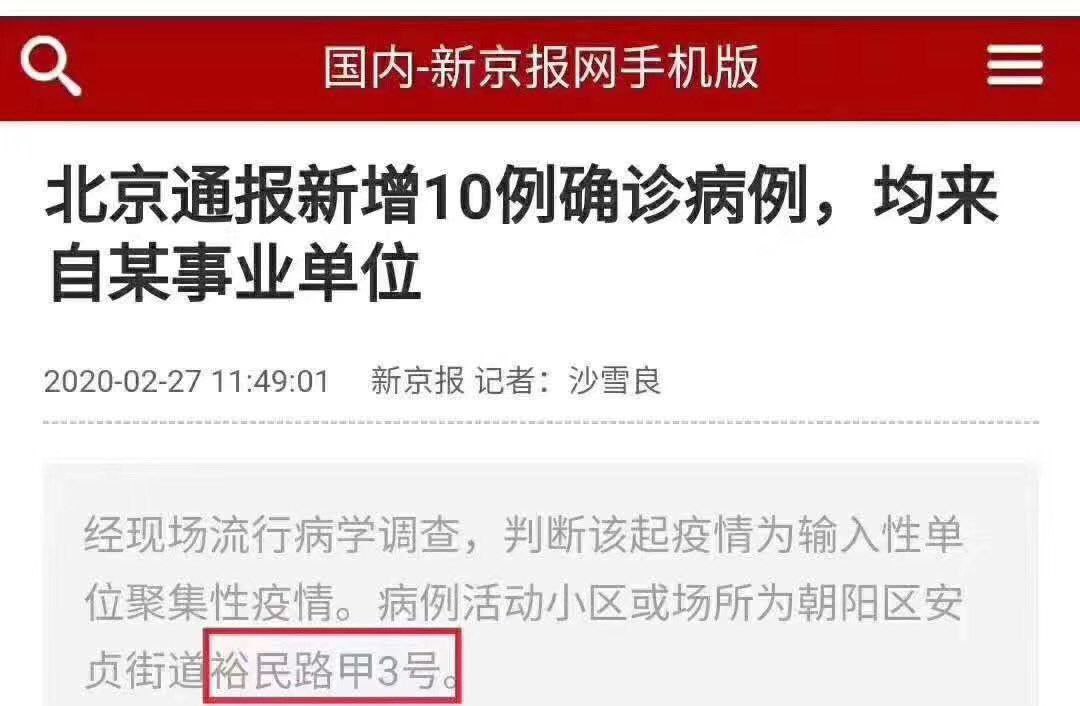 国内-新京报网手机版
北京通报新增10例确诊病例，均来
自某事业单位
2020-02-27 11:49:01 新京报 记者：沙雪良
经现场流行病学调查，判断该起疫情为输入性单
位聚集性疫情。病例活动小区或场所为朝阳区安
贞街道裕民路甲3号。